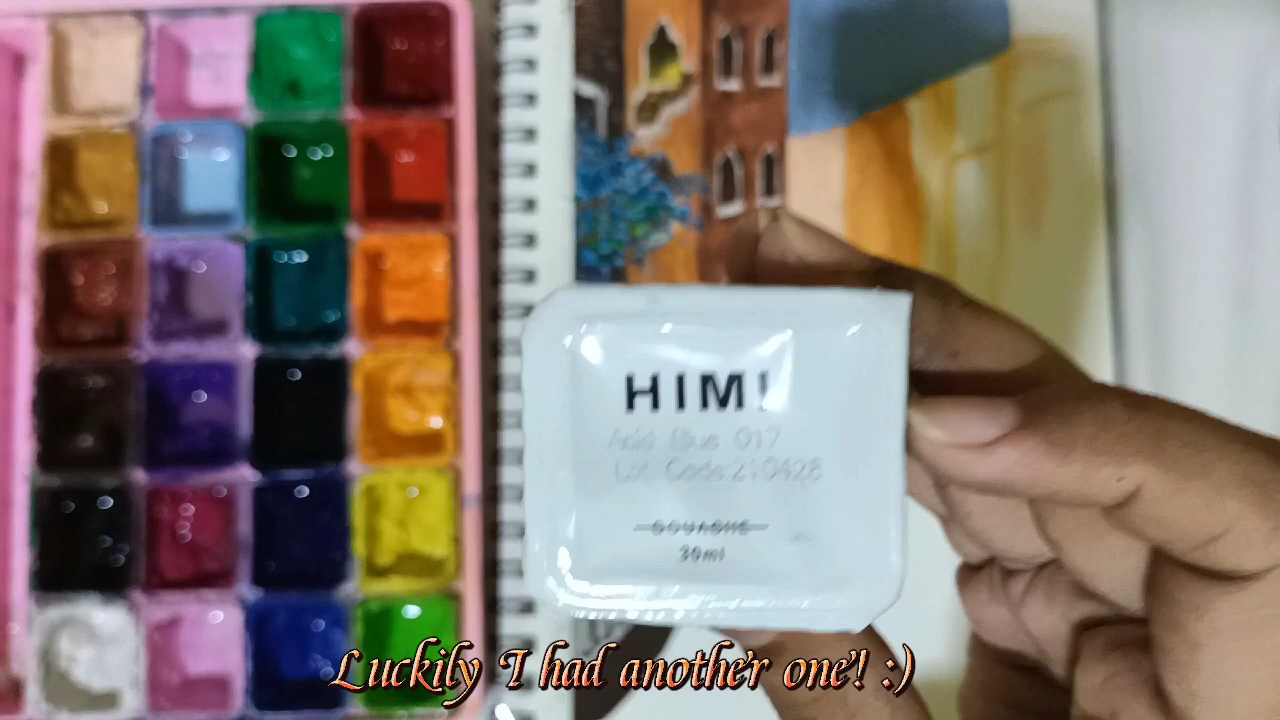 HIMI
Acid Blue 017
Lot Code:210428
GOUACHE
30ml
Luckily I had another one! :)